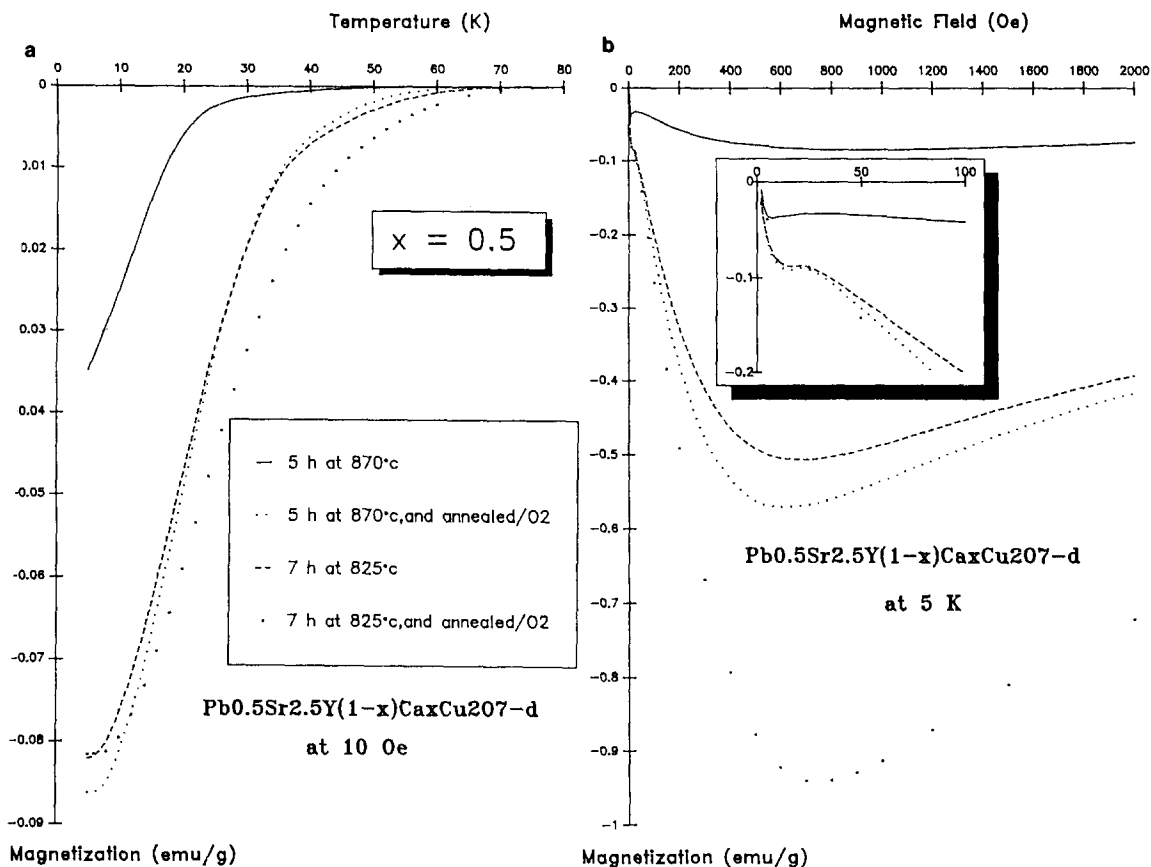 Temperature (K)
a
0 10 20 30 40 50 60 70 80
0
0.01
0.02
0.03
0.04
-0.05
-0.06
-0.07
-0.08
-0.09
x = 0.5
5 h at 870°c
5 h at 870°c,and annealed/O2
7 h at 825°c
7 h at 825°c,and annealed/O2
Pb0.5Sr2.5Y(1-x)CaxCu2O7-d
at 10 Oe
Magnetization (emu/g)
Magnetic Field (Oe)
b
0 200 400 600 800 1000 1200 1400 1600 1800 2000
0
-0.1
-0.2
-0.3
-0.4
-0.5
-0.6
-0.7
-0.8
-0.9
-1
0 50 100
0
-0.1
-0.2
Pb0.5Sr2.5Y(1-x)CaxCu2O7-d
at 5 K
Magnetization (emu/g)